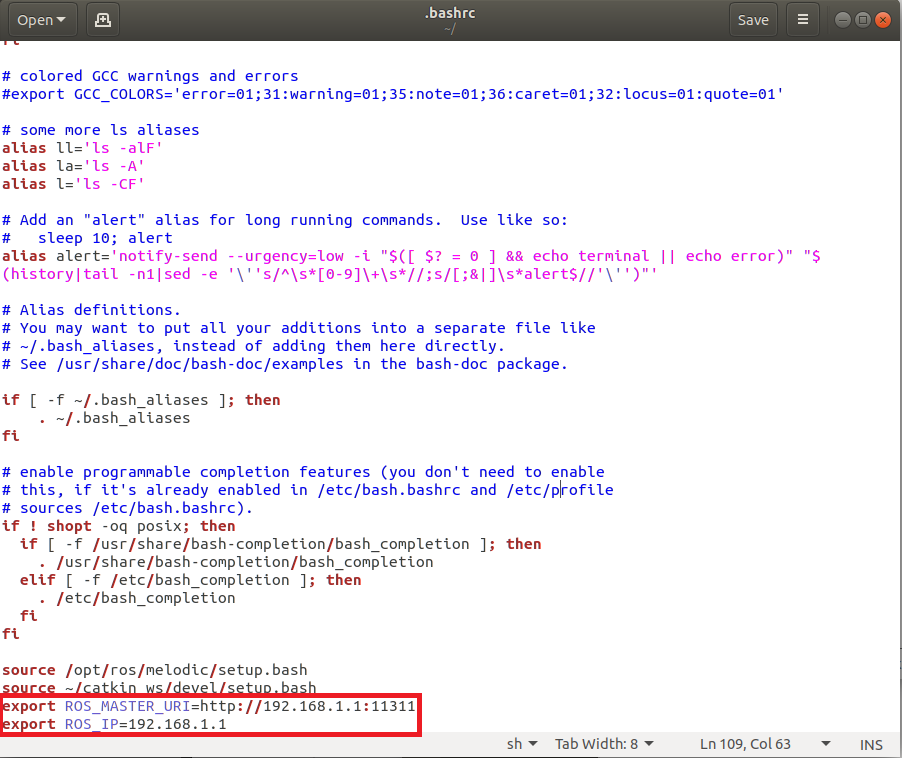 Open
.bashrc
~/
Save
fi
# colored GCC warnings and errors
#export GCC_COLORS='error=01;31:warning=01;35:note=01;36:caret=01;32:locus=01:quote=01'
# some more ls aliases
alias ll='ls -alF'
alias la='ls -A'
alias l='ls -CF'
# Add an "alert" alias for long running commands.  Use like so:
#   sleep 10; alert
alias alert='notify-send --urgency=low -i "$([ $? = 0 ] && echo terminal || echo error)" "$
(history|tail -n1|sed -e '\''s/^\s*[0-9]\+\s*//;s/[;&|]\s*alert$//'\'')"'
# Alias definitions.
# You may want to put all your additions into a separate file like
# ~/.bash_aliases, instead of adding them here directly.
# See /usr/share/doc/bash-doc/examples in the bash-doc package.
if [ -f ~/.bash_aliases ]; then
    . ~/.bash_aliases
fi
# enable programmable completion features (you don't need to enable
# this, if it's already enabled in /etc/bash.bashrc and /etc/profile
# sources /etc/bash.bashrc).
if ! shopt -oq posix; then
  if [ -f /usr/share/bash-completion/bash_completion ]; then
    . /usr/share/bash-completion/bash_completion
  elif [ -f /etc/bash_completion ]; then
    . /etc/bash_completion
  fi
fi
source /opt/ros/melodic/setup.bash
source ~/catkin_ws/devel/setup.bash
export ROS_MASTER_URI=http://192.168.1.1:11311
export ROS_IP=192.168.1.1
sh Tab Width: 8 Ln 109, Col 63 INS